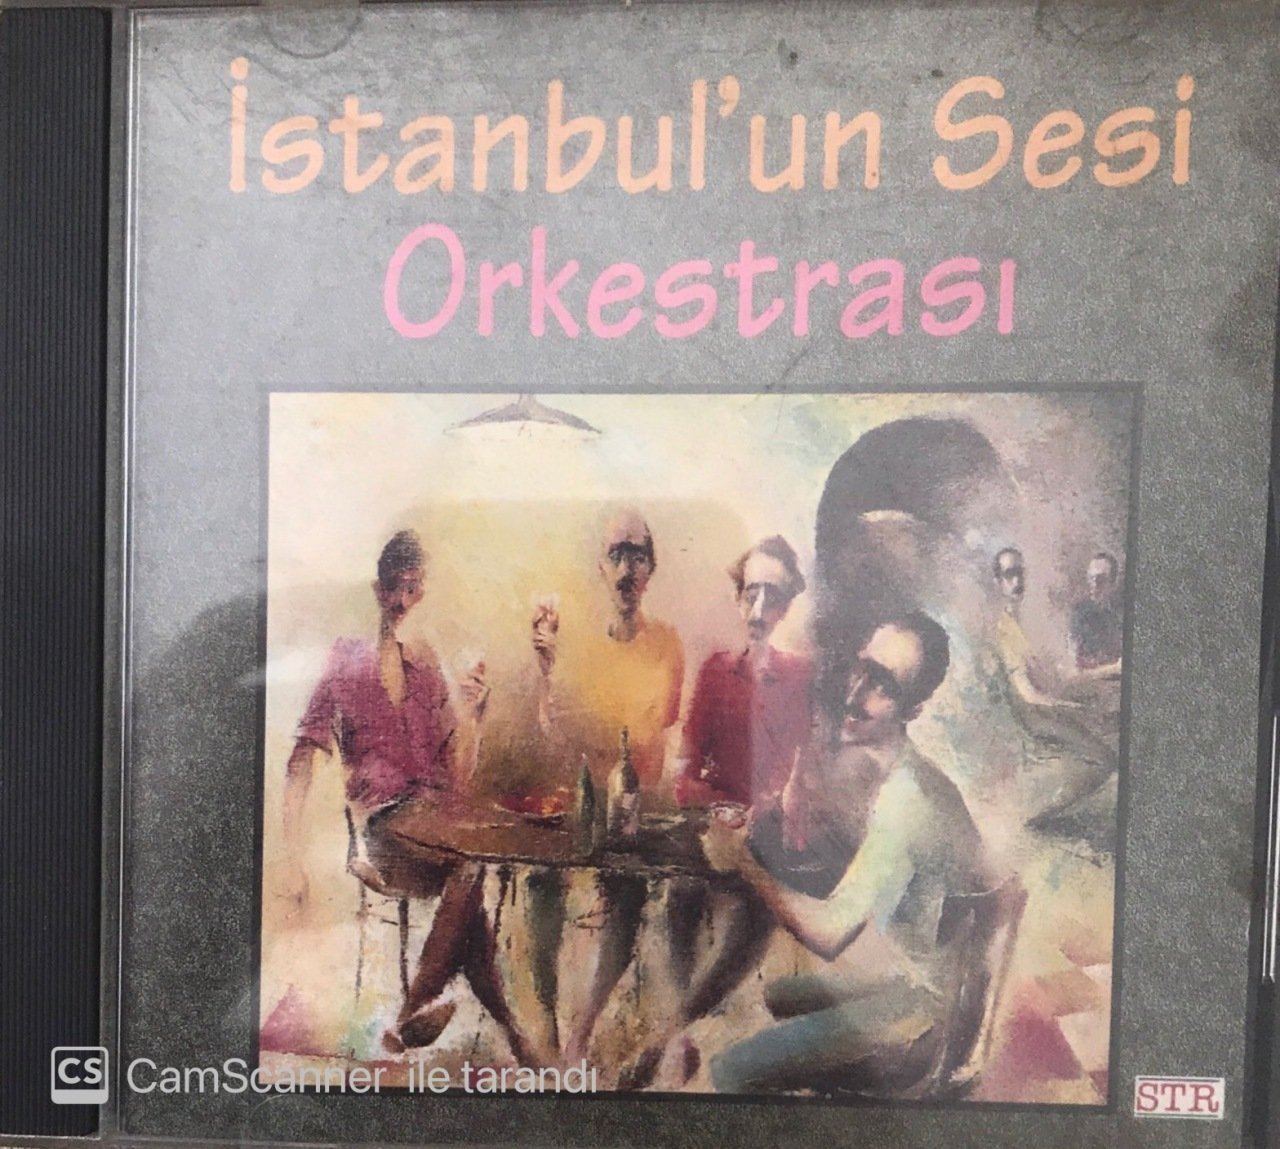 İstanbul'un Sesi
Orkestrası
STR
CS CamScanner ile tarandı